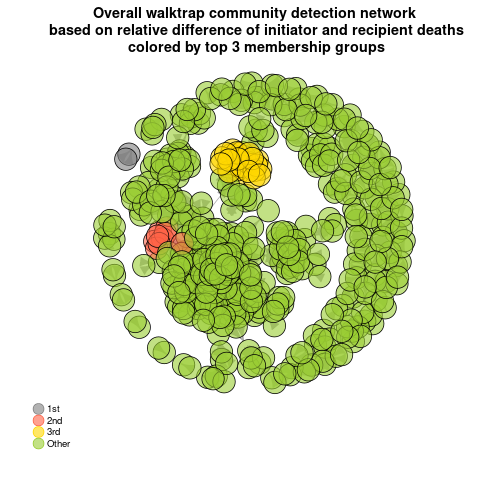 Overall walktrap community detection network
based on relative difference of initiator and recipient deaths
colored by top 3 membership groups
1st
2nd
3rd
Other